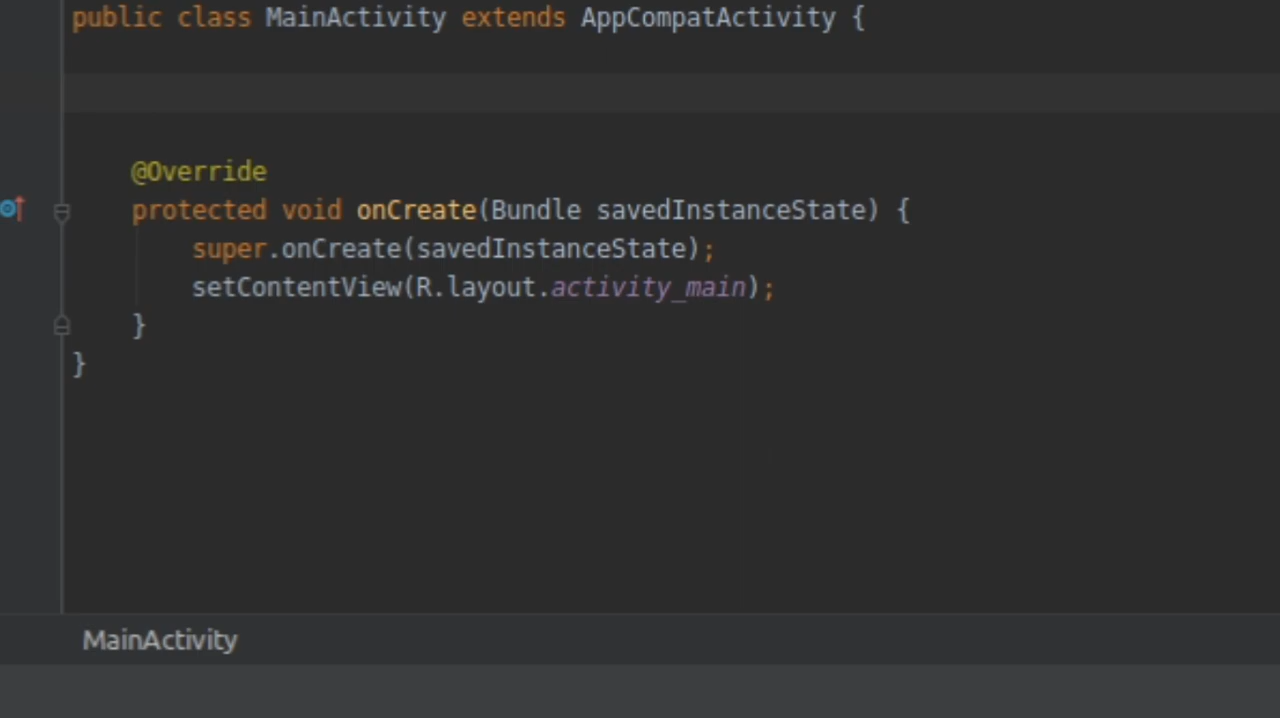 public class MainActivity extends AppCompatActivity {
@Override
protected void onCreate(Bundle savedInstanceState) {
super.onCreate(savedInstanceState);
setContentView(R.layout.activity_main);
}
}
MainActivity